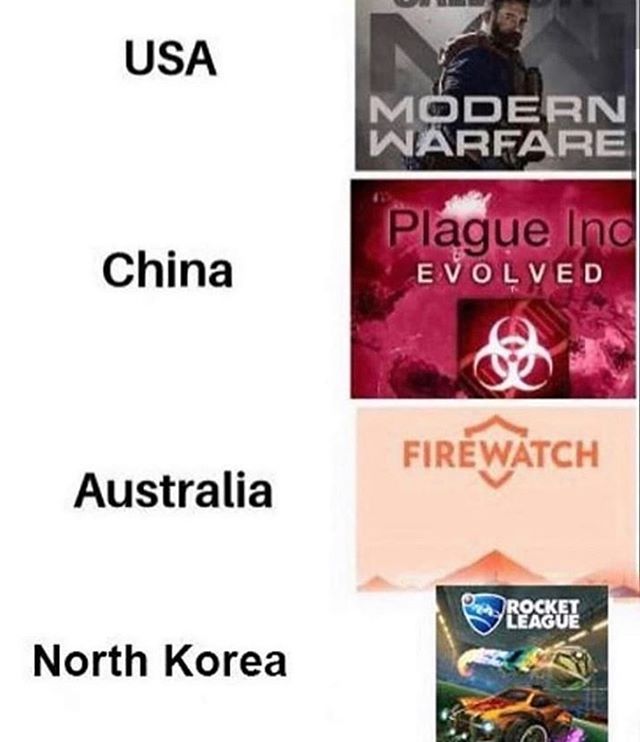 USA
MODERN
WARFARE
China
Plague Inc
EVOLVED
Australia
FIREWATCH
North Korea
ROCKET
LEAGUE